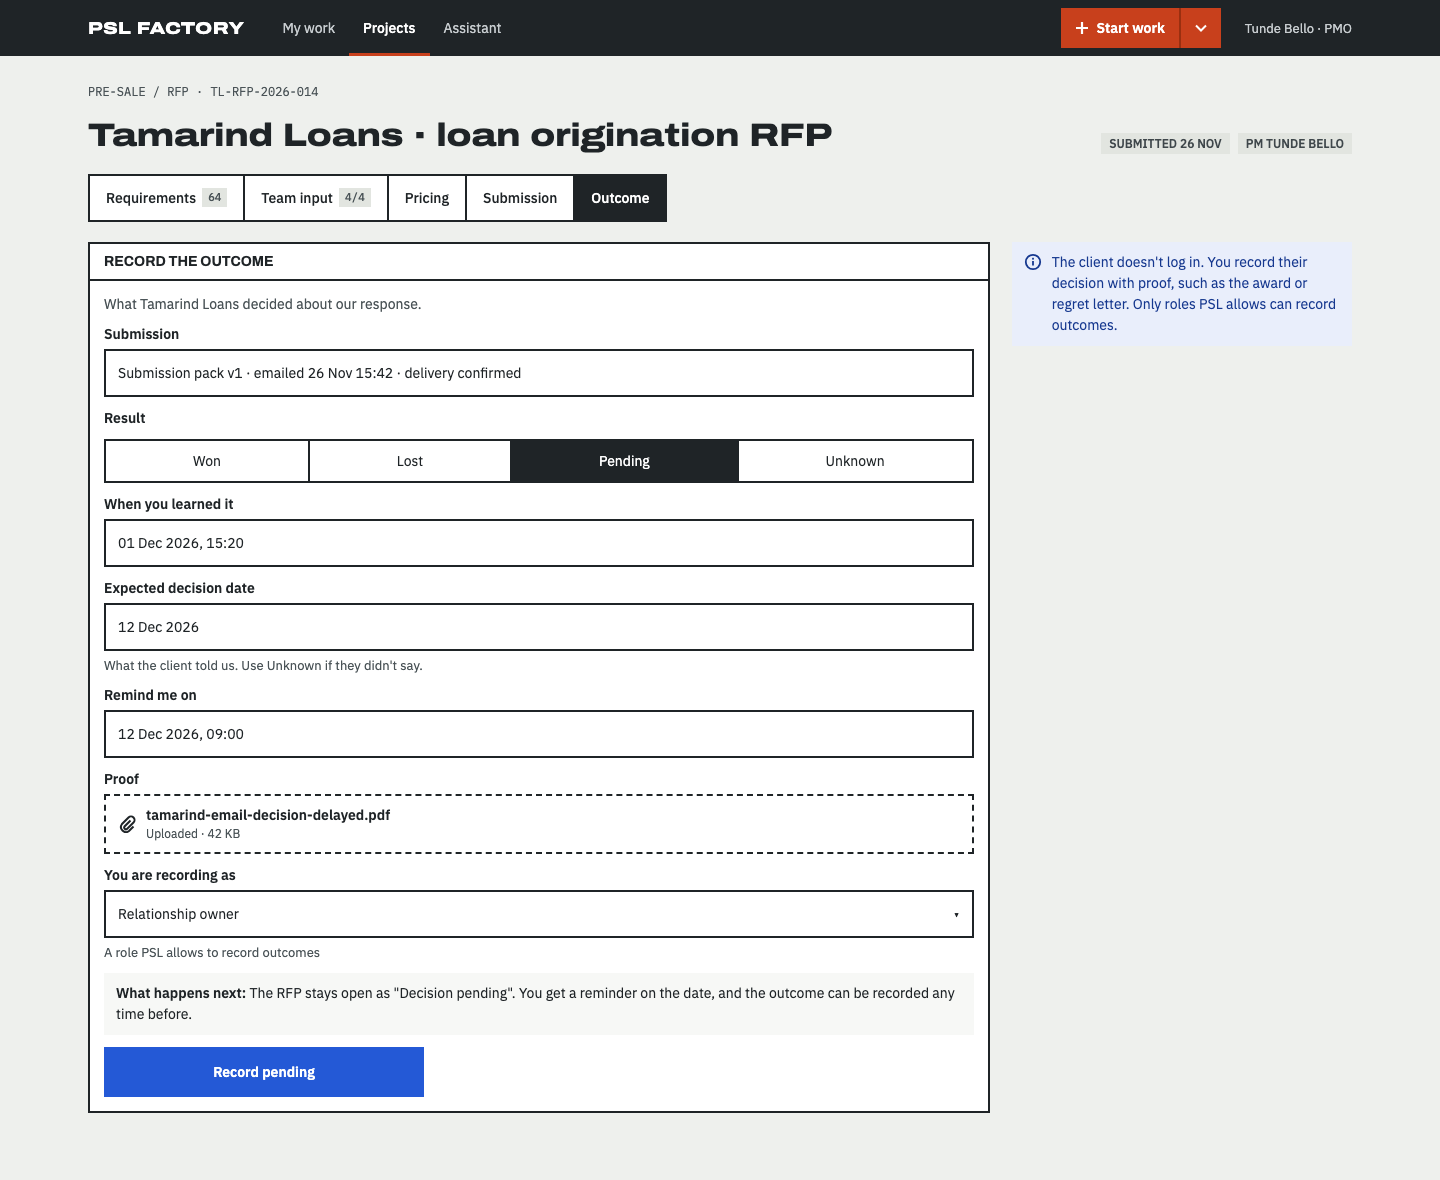 PSL FACTORY
My work
Projects
Assistant
Start work
Tunde Bello · PMO
PRE-SALE / RFP · TL-RFP-2026-014
Tamarind Loans · loan origination RFP
SUBMITTED 26 NOV
PM TUNDE BELLO
Requirements 64
Team input 4/4
Pricing
Submission
Outcome
RECORD THE OUTCOME
What Tamarind Loans decided about our response.
Submission
Submission pack v1 · emailed 26 Nov 15:42 · delivery confirmed
Result
Won
Lost
Pending
Unknown
When you learned it
01 Dec 2026, 15:20
Expected decision date
12 Dec 2026
What the client told us. Use Unknown if they didn't say.
Remind me on
12 Dec 2026, 09:00
Proof
tamarind-email-decision-delayed.pdf
Uploaded · 42 KB
You are recording as
Relationship owner
A role PSL allows to record outcomes
What happens next: The RFP stays open as "Decision pending". You get a reminder on the date, and the outcome can be recorded any
time before.
Record pending
The client doesn't log in. You record their
decision with proof, such as the award or
regret letter. Only roles PSL allows can record
outcomes.